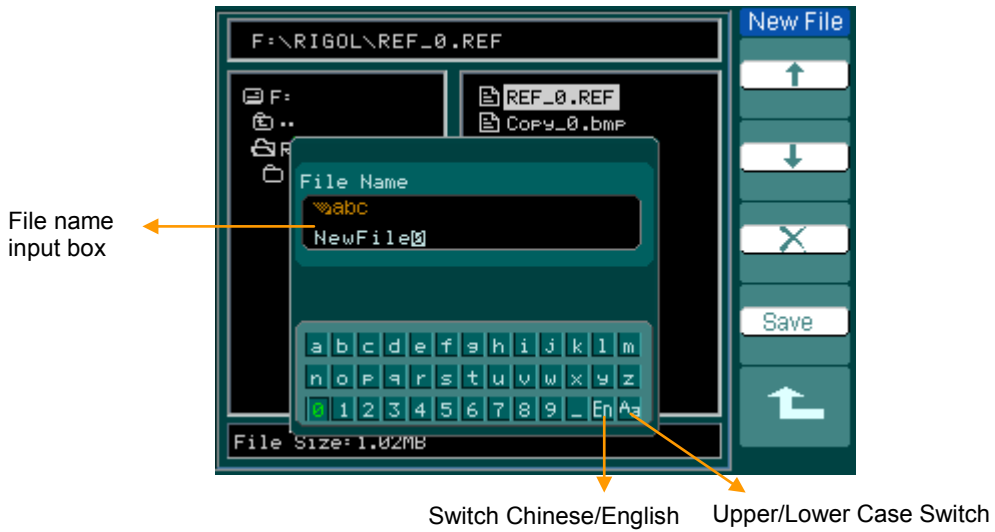 New File
F:\RIGOL\REF_0.REF
F:
..
R
REF_0.REF
Copy_0.bmp
File Name
abc
NewFile0
a b c d e f g h i j k l m
n o p q r s t u v w x y z
0 1 2 3 4 5 6 7 8 9 _ En Aa
File Size:1.02MB
Save
File name
input box
Switch Chinese/English
Upper/Lower Case Switch